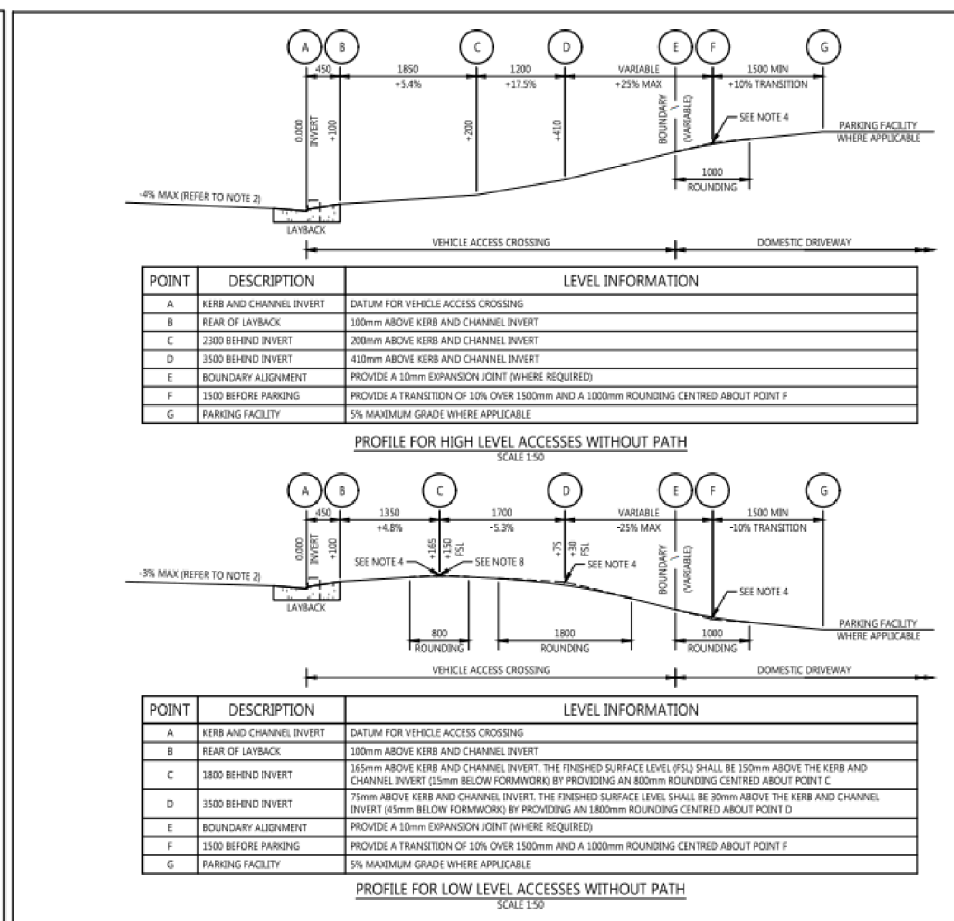 A B C D E F G
450 1850 1200 VARIABLE 1500 MIN
+5.4% +17.5% +25% MAX +10% TRANSITION
0.000
INVERT
+100
+200
+410
BOUNDARY
(VARIABLE)
SEE NOTE 4
PARKING FACILITY
WHERE APPLICABLE
1000
ROUNDING
-4% MAX (REFER TO NOTE 2)
LAYBACK
VEHICLE ACCESS CROSSING DOMESTIC DRIVEWAY
POINT DESCRIPTION LEVEL INFORMATION
A KERB AND CHANNEL INVERT DATUM FOR VEHICLE ACCESS CROSSING
B REAR OF LAYBACK 100mm ABOVE KERB AND CHANNEL INVERT
C 2300 BEHIND INVERT 200mm ABOVE KERB AND CHANNEL INVERT
D 3500 BEHIND INVERT 410mm ABOVE KERB AND CHANNEL INVERT
E BOUNDARY ALIGNMENT PROVIDE A 10mm EXPANSION JOINT (WHERE REQUIRED)
F 1500 BEFORE PARKING PROVIDE A TRANSITION OF 10% OVER 1500mm AND A 1000mm ROUNDING CENTRED ABOUT POINT F
G PARKING FACILITY 5% MAXIMUM GRADE WHERE APPLICABLE
PROFILE FOR HIGH LEVEL ACCESSES WITHOUT PATH
SCALE 1:50
A B C D E F G
450 1350 1700 VARIABLE 1500 MIN
+4.8% -5.3% -25% MAX -10% TRANSITION
0.000
INVERT
+100
+165
+150
FSL
+75
+30
FSL
BOUNDARY
(VARIABLE)
SEE NOTE 4 SEE NOTE 8 SEE NOTE 4
-3% MAX (REFER TO NOTE 2)
SEE NOTE 4
LAYBACK
PARKING FACILITY
WHERE APPLICABLE
800 1800 1000
ROUNDING ROUNDING ROUNDING
VEHICLE ACCESS CROSSING DOMESTIC DRIVEWAY
POINT DESCRIPTION LEVEL INFORMATION
A KERB AND CHANNEL INVERT DATUM FOR VEHICLE ACCESS CROSSING
B REAR OF LAYBACK 100mm ABOVE KERB AND CHANNEL INVERT
C 1800 BEHIND INVERT 165mm ABOVE KERB AND CHANNEL INVERT. THE FINISHED SURFACE LEVEL (FSL) SHALL BE 150mm ABOVE THE KERB AND
CHANNEL INVERT (15mm BELOW FORMWORK) BY PROVIDING AN 800mm ROUNDING CENTRED ABOUT POINT C
D 3500 BEHIND INVERT 75mm ABOVE KERB AND CHANNEL INVERT. THE FINISHED SURFACE LEVEL SHALL BE 30mm ABOVE THE KERB AND CHANNEL
INVERT (45mm BELOW FORMWORK) BY PROVIDING AN 1800mm ROUNDING CENTRED ABOUT POINT D
E BOUNDARY ALIGNMENT PROVIDE A 10mm EXPANSION JOINT (WHERE REQUIRED)
F 1500 BEFORE PARKING PROVIDE A TRANSITION OF 10% OVER 1500mm AND A 1000mm ROUNDING CENTRED ABOUT POINT F
G PARKING FACILITY 5% MAXIMUM GRADE WHERE APPLICABLE
PROFILE FOR LOW LEVEL ACCESSES WITHOUT PATH
SCALE 1:50